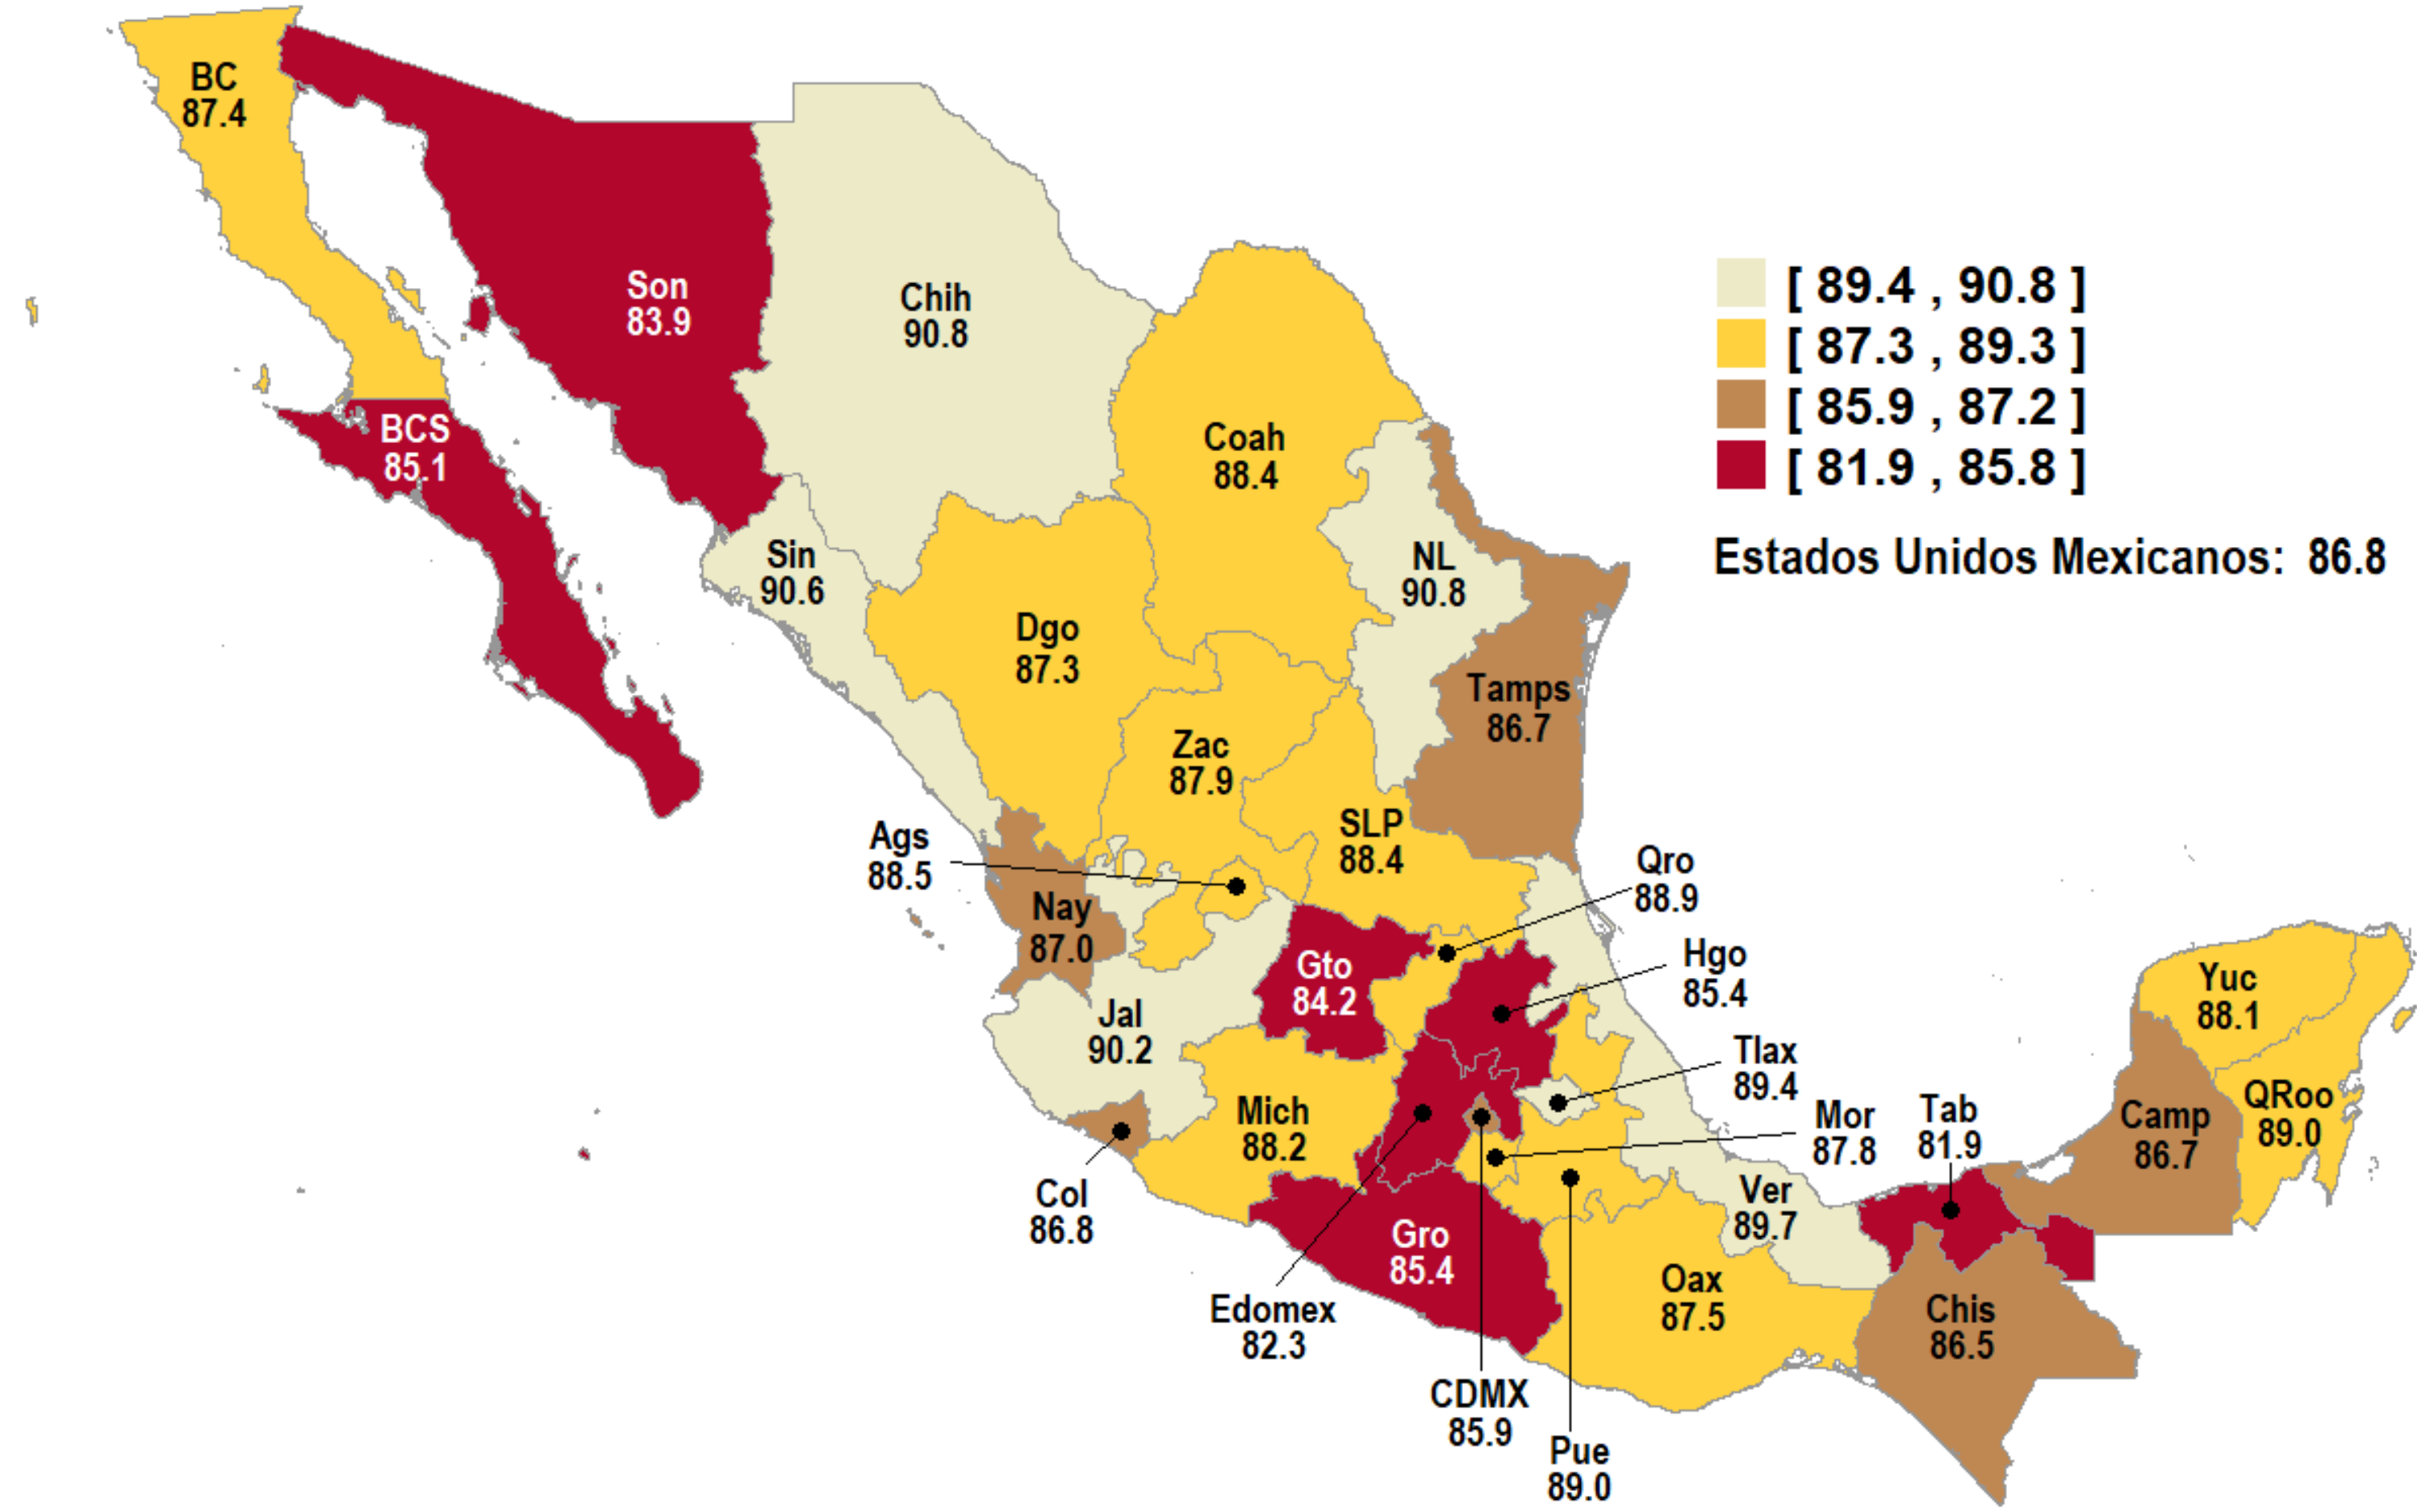 BC
87.4
Son
83.9
Chih
90.8
BCS
85.1
Coah
88.4
Sin
90.6
NL
90.8
Dgo
87.3
Tamps
86.7
Zac
87.9
SLP
88.4
Ags
88.5
Nay
87.0
Qro
88.9
Gto
84.2
Hgo
85.4
Jal
90.2
Tlax
89.4
Mich
88.2
Mor
87.8
Tab
81.9
Col
86.8
Gro
85.4
Ver
89.7
Edomex
82.3
Oax
87.5
CDMX
85.9
Pue
89.0
Chis
86.5
Camp
86.7
Yuc
88.1
QRoo
89.0
[ 89.4 , 90.8 ]
[ 87.3 , 89.3 ]
[ 85.9 , 87.2 ]
[ 81.9 , 85.8 ]
Estados Unidos Mexicanos: 86.8